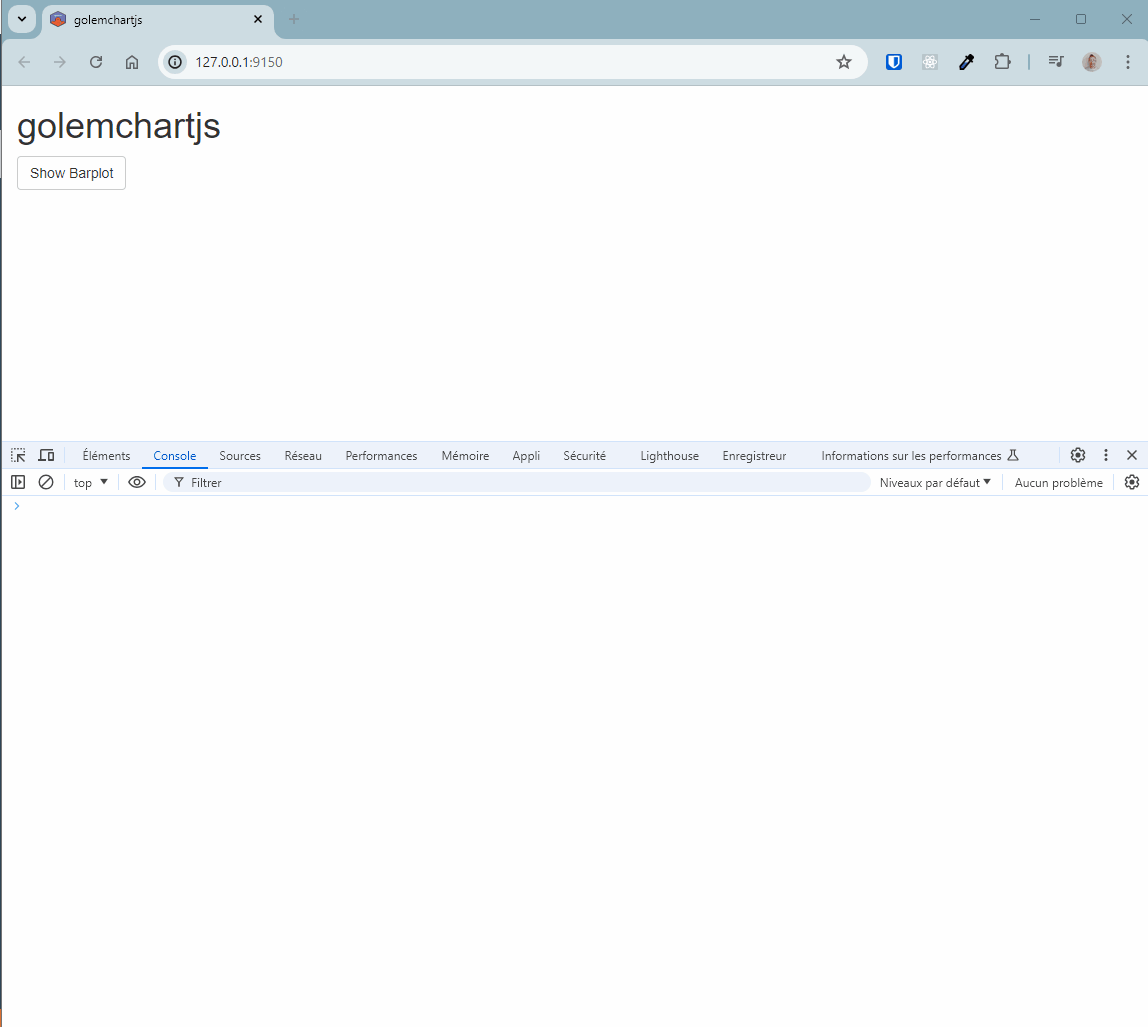 golemchartjs
127.0.0.1:9150
golemchartjs
Show Barplot
Éléments Console Sources Réseau Performances Mémoire Appli Sécurité Lighthouse Enregistreur Informations sur les performances
top Filtrer Niveaux par défaut Aucun problème